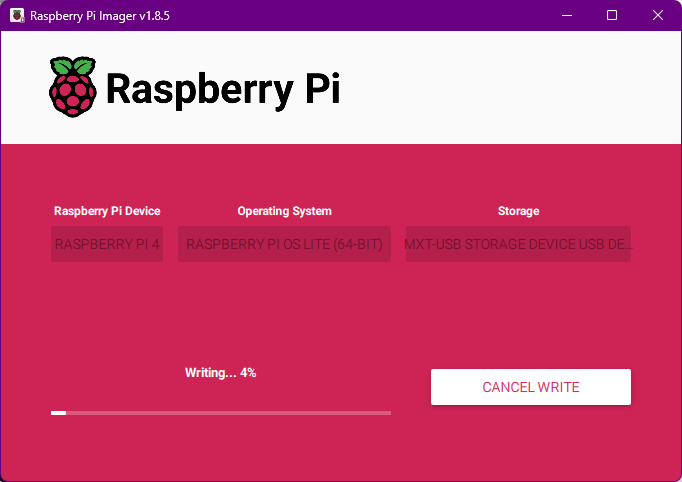 Raspberry Pi Imager v1.8.5
Raspberry Pi
Raspberry Pi Device
Operating System
Storage
RASPBERRY PI 4
RASPBERRY PI OS LITE (64-BIT)
MXT-USB STORAGE DEVICE USB DE...
Writing... 4%
CANCEL WRITE